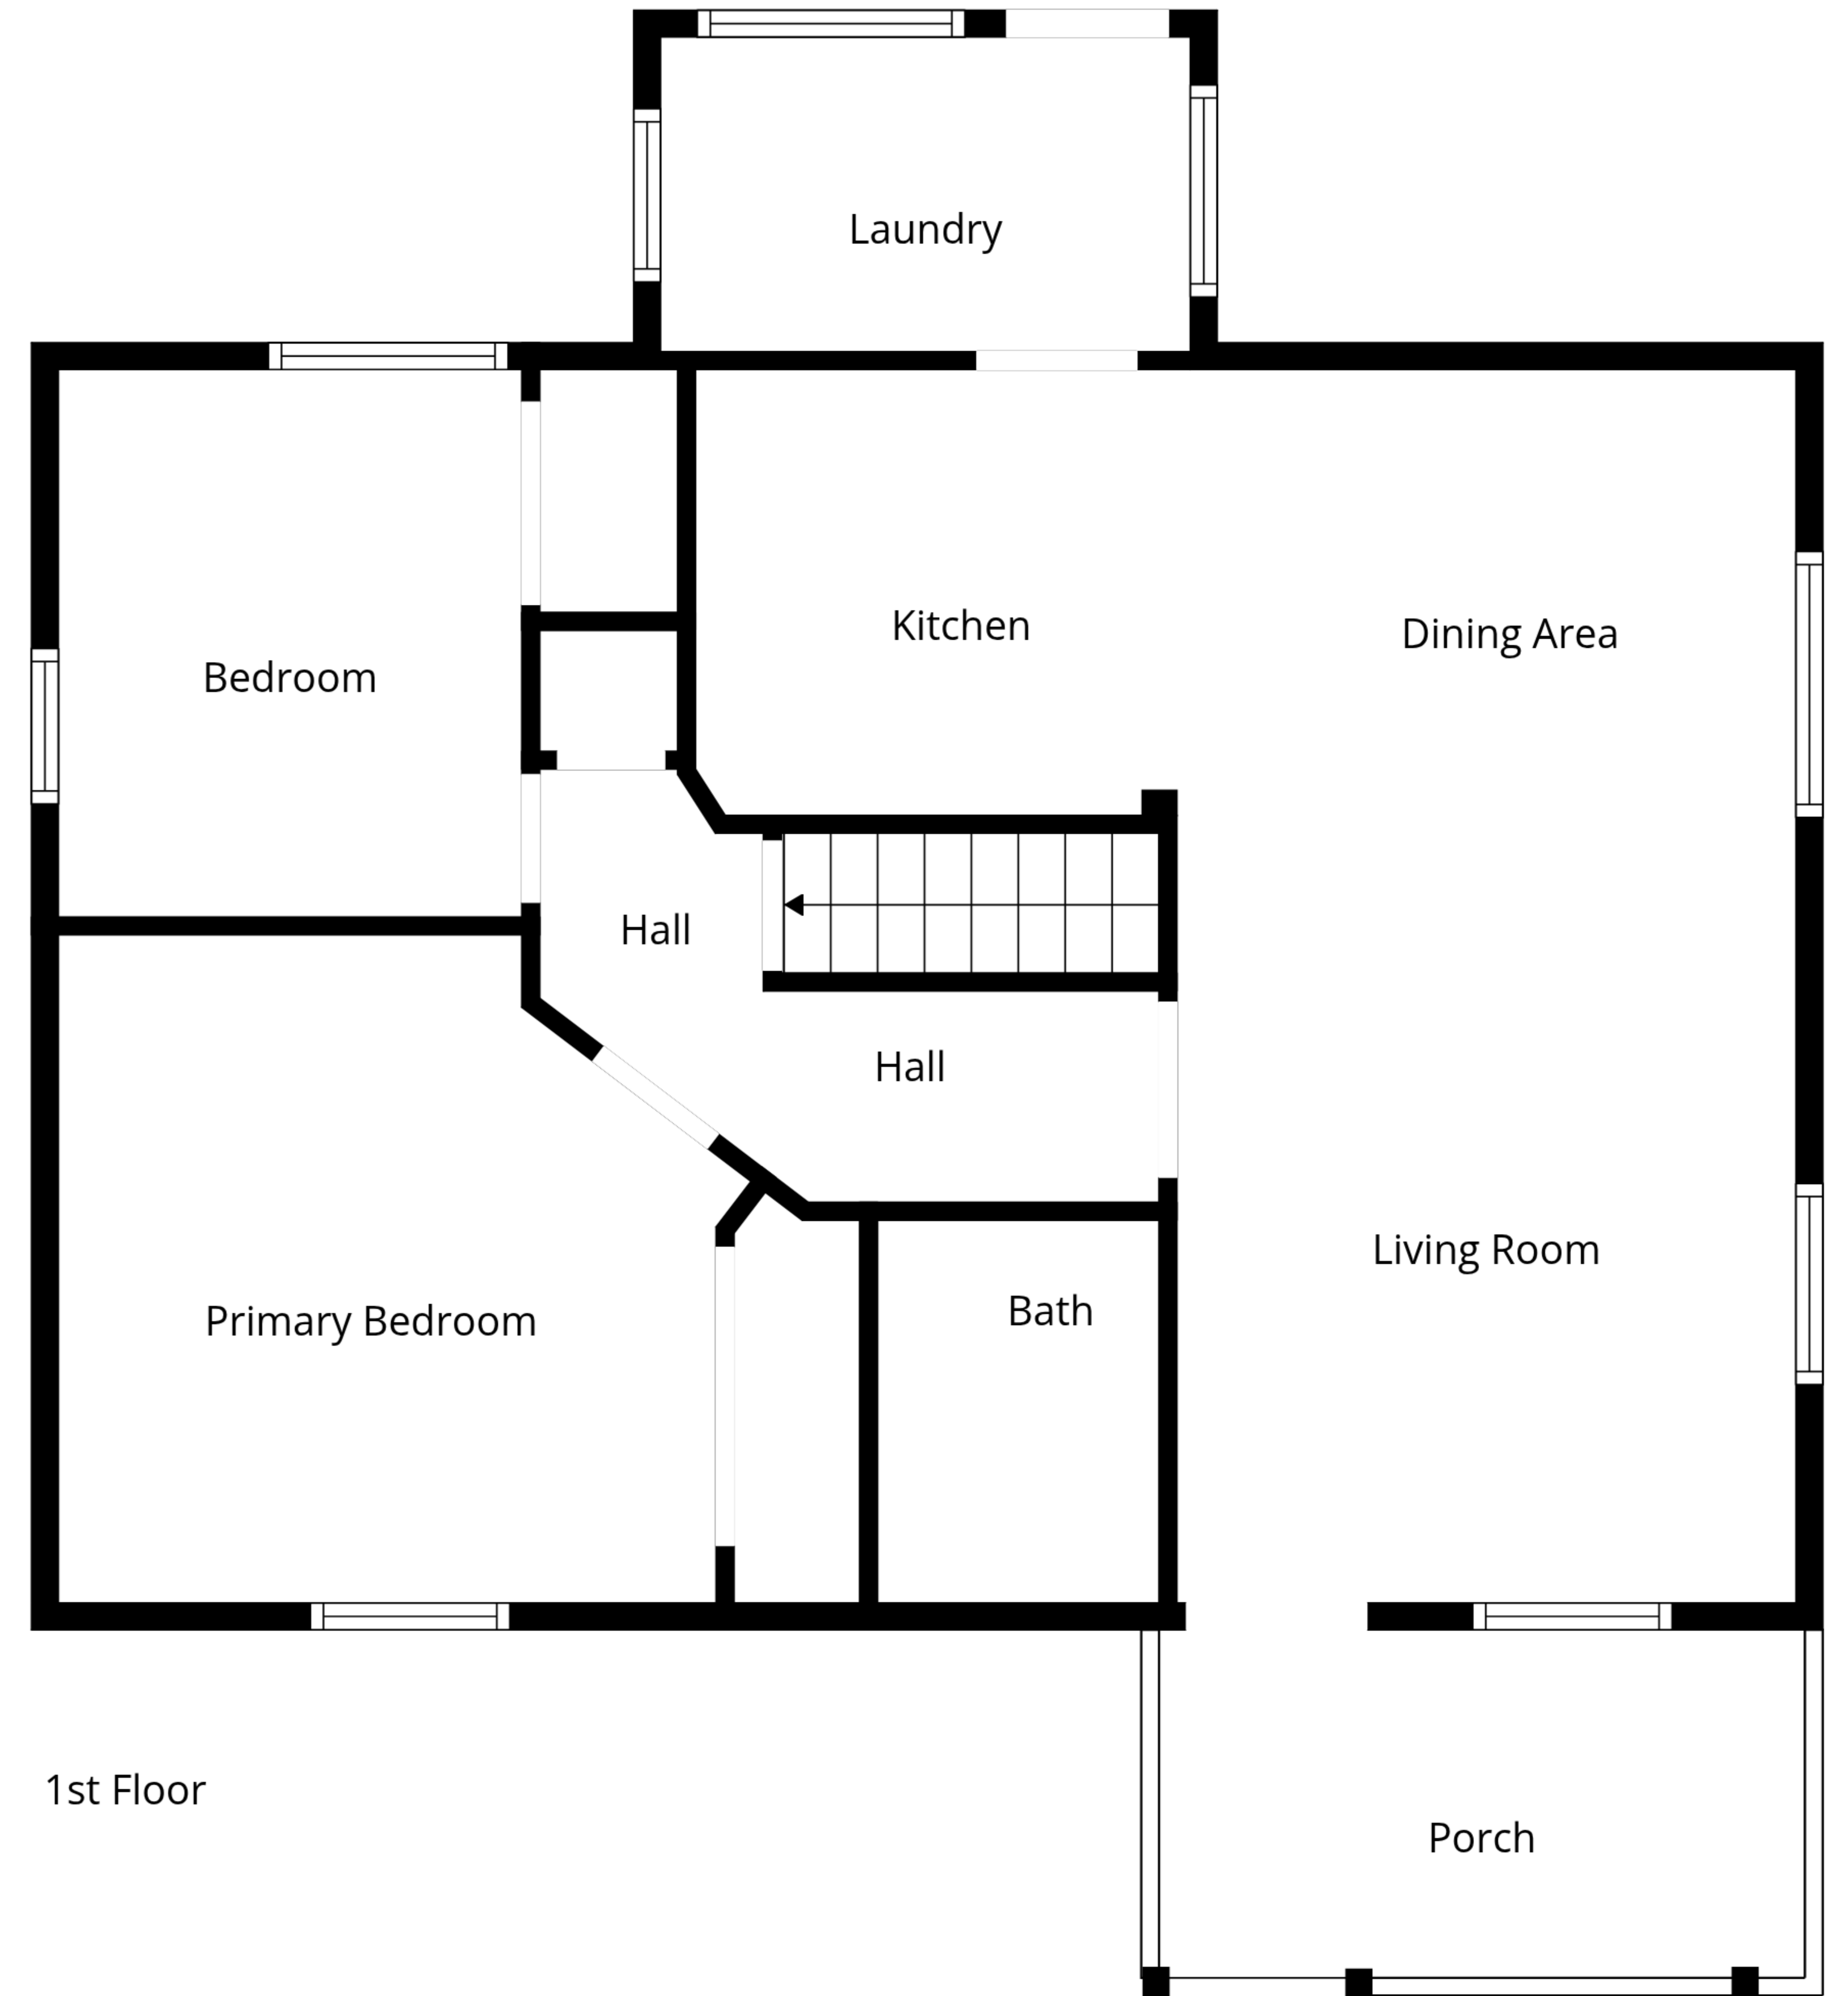 Laundry
Kitchen
Dining Area
Bedroom
Hall
Hall
Living Room
Bath
Primary Bedroom
1st Floor
Porch